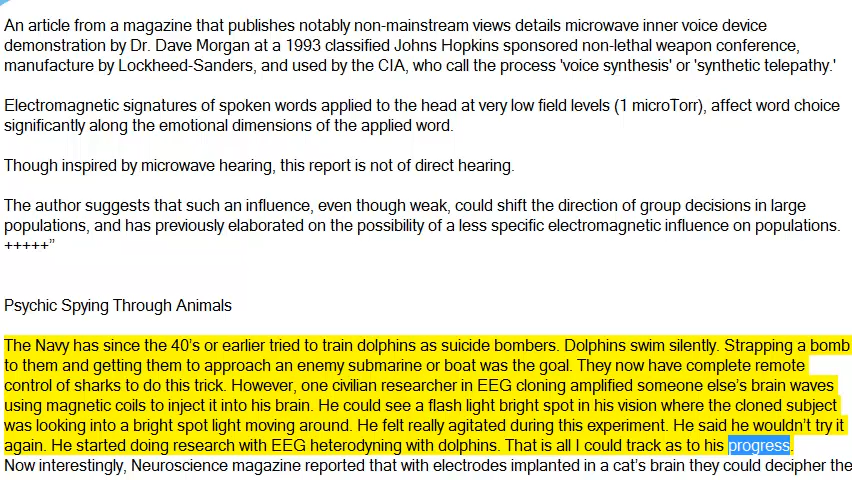 An article from a magazine that publishes notably non-mainstream views details microwave inner voice device
demonstration by Dr. Dave Morgan at a 1993 classified Johns Hopkins sponsored non-lethal weapon conference,
manufacture by Lockheed-Sanders, and used by the CIA, who call the process 'voice synthesis' or 'synthetic telepathy.'
Electromagnetic signatures of spoken words applied to the head at very low field levels (1 microTorr), affect word choice
significantly along the emotional dimensions of the applied word.
Though inspired by microwave hearing, this report is not of direct hearing.
The author suggests that such an influence, even though weak, could shift the direction of group decisions in large
populations, and has previously elaborated on the possibility of a less specific electromagnetic influence on populations.
+++++”
Psychic Spying Through Animals
The Navy has since the 40’s or earlier tried to train dolphins as suicide bombers. Dolphins swim silently. Strapping a bomb
to them and getting them to approach an enemy submarine or boat was the goal. They now have complete remote
control of sharks to do this trick. However, one civilian researcher in EEG cloning amplified someone else’s brain waves
using magnetic coils to inject it into his brain. He could see a flash light bright spot in his vision where the cloned subject
was looking into a bright spot light moving around. He felt really agitated during this experiment. He said he wouldn’t try it
again. He started doing research with EEG heterodyning with dolphins. That is all I could track as to his progress.
Now interestingly, Neuroscience magazine reported that with electrodes implanted in a cat’s brain they could decipher the